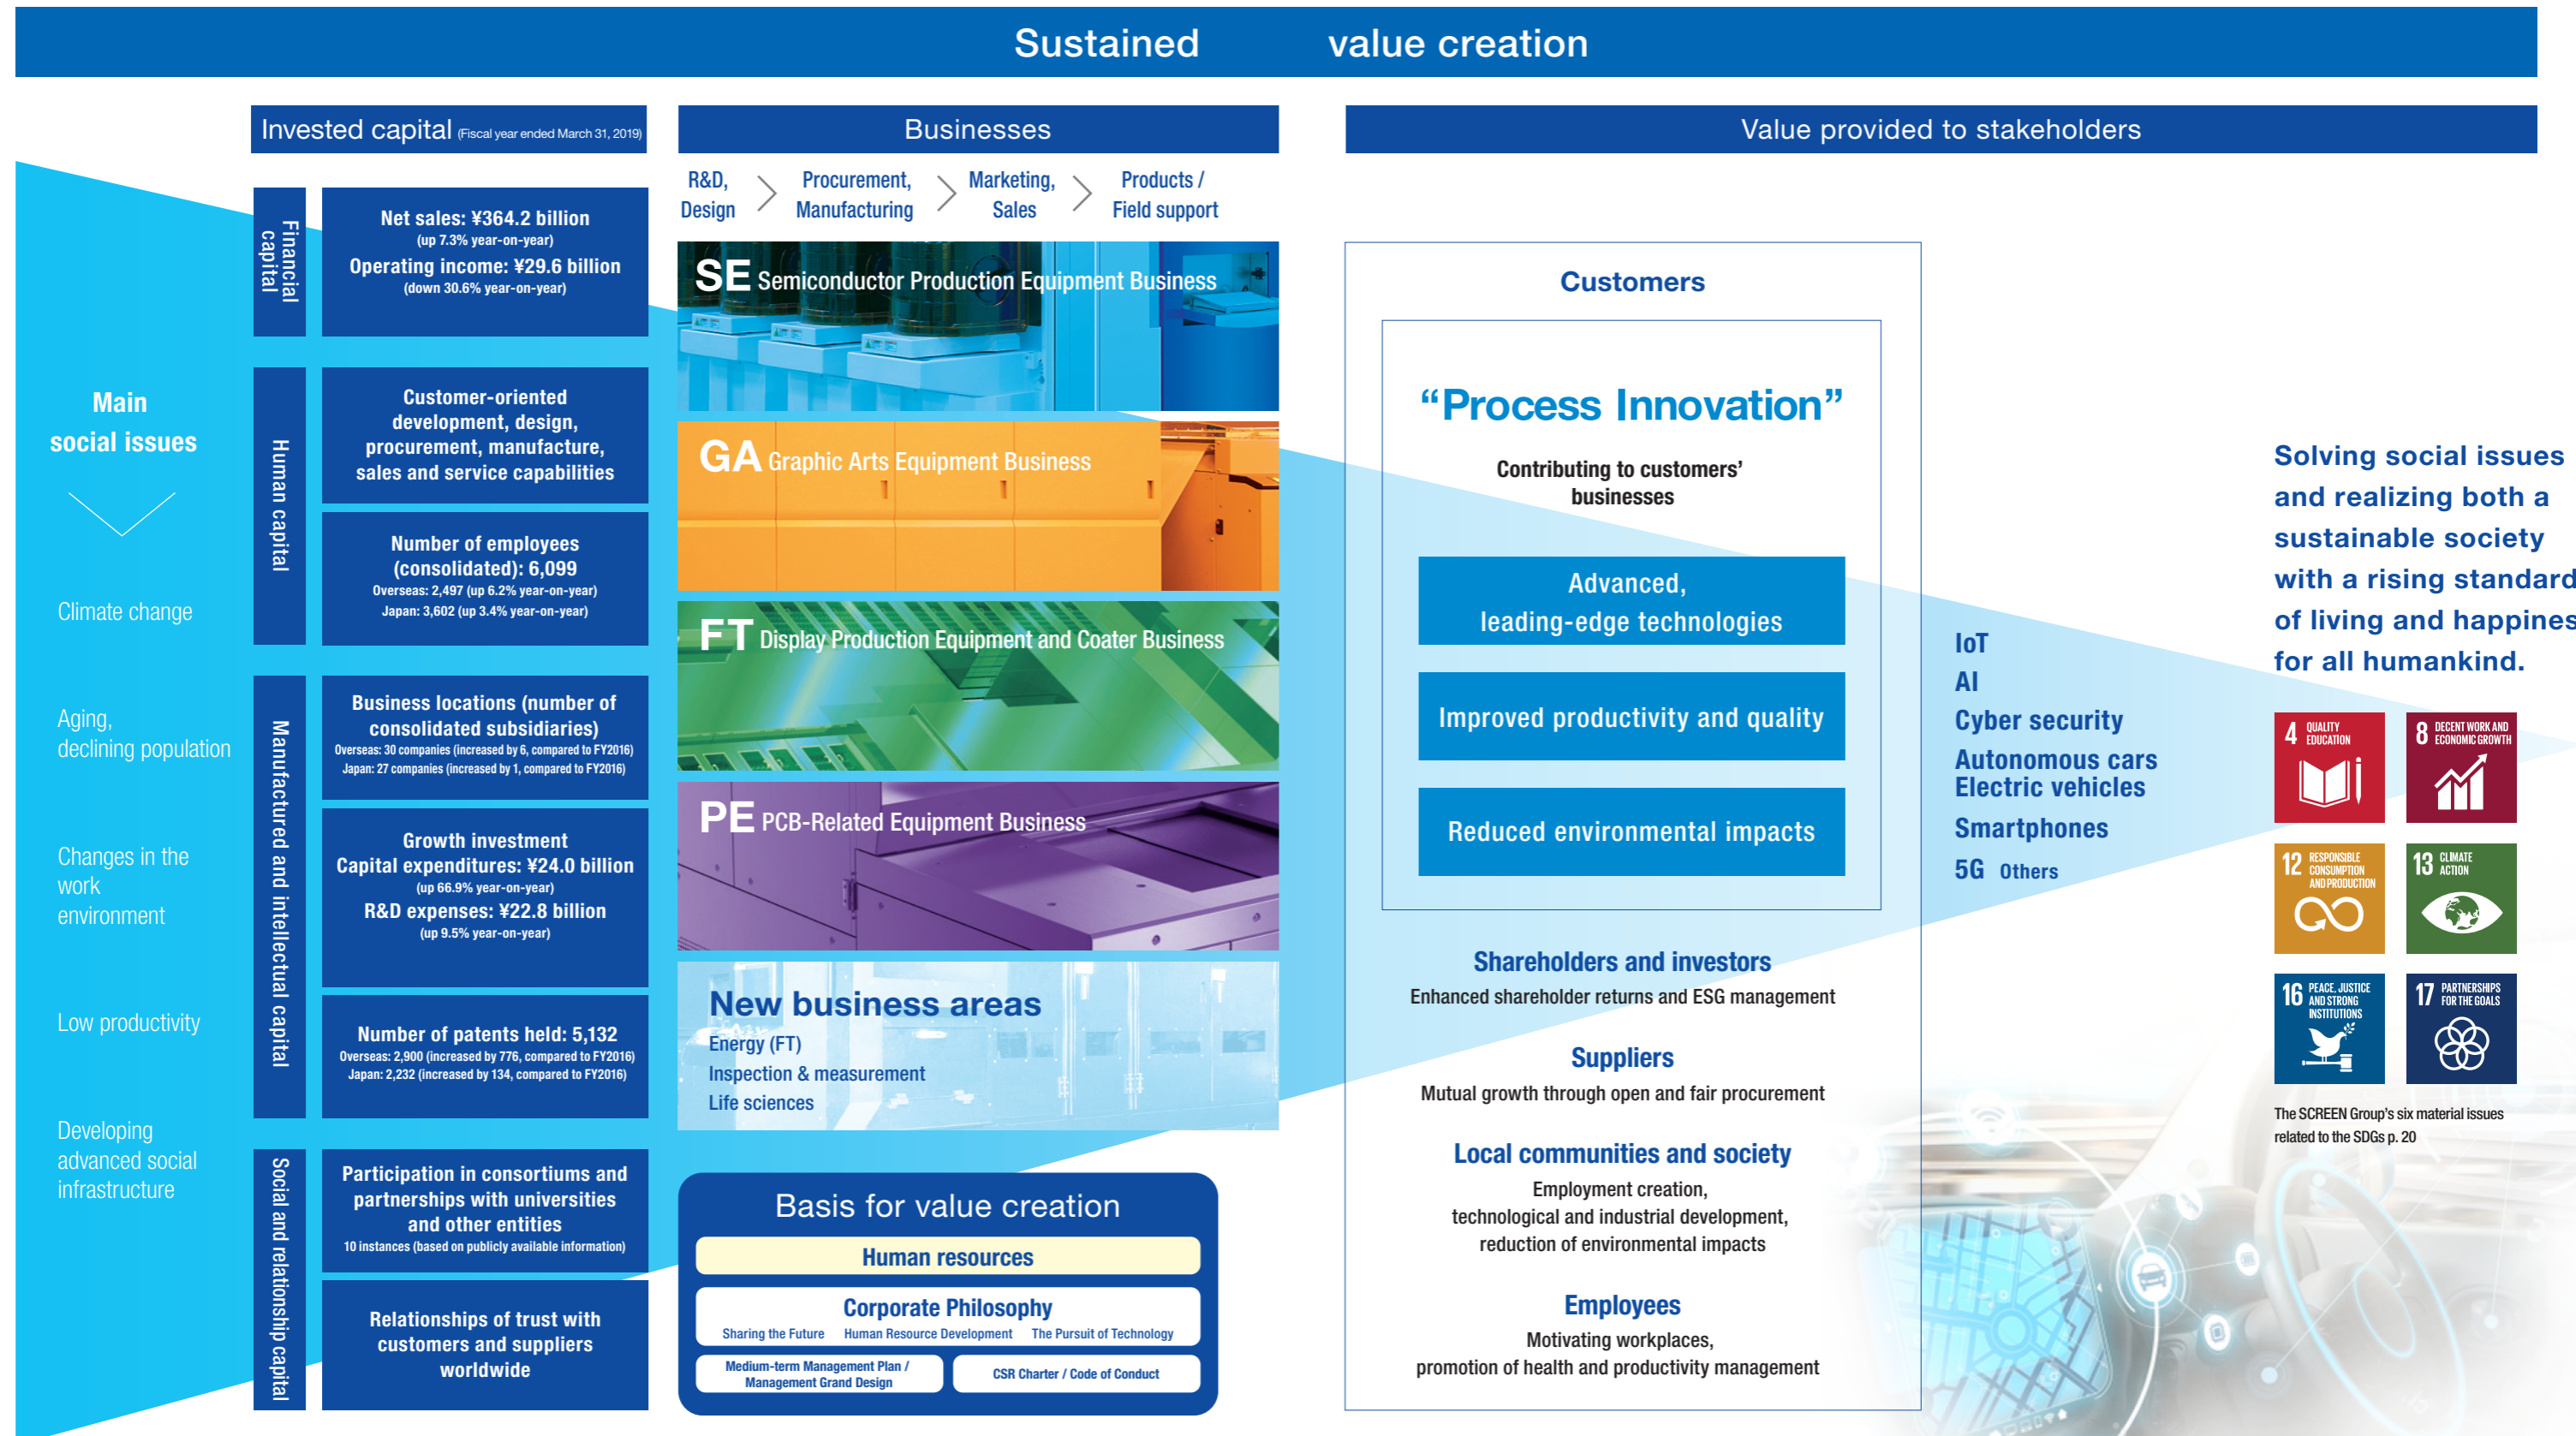 Sustained value creation
Invested capital (Fiscal year ended March 31, 2019)
Businesses
Value provided to stakeholders
Main
social issues
Climate change
Aging,
declining population
Changes in the
work
environment
Low productivity
Developing
advanced social
infrastructure
Financial
capital
Net sales: ¥364.2 billion
(up 7.3% year-on-year)
Operating income: ¥29.6 billion
(down 30.6% year-on-year)
Human capital
Customer-oriented
development, design,
procurement, manufacture,
sales and service capabilities
Number of employees
(consolidated): 6,099
Overseas: 2,497 (up 6.2% year-on-year)
Japan: 3,602 (up 3.4% year-on-year)
Manufactured and intellectual capital
Business locations (number of
consolidated subsidiaries)
Overseas: 30 companies (increased by 6, compared to FY2016)
Japan: 27 companies (increased by 1, compared to FY2016)
Growth investment
Capital expenditures: ¥24.0 billion
(up 66.9% year-on-year)
R&D expenses: ¥22.8 billion
(up 9.5% year-on-year)
Number of patents held: 5,132
Overseas: 2,900 (increased by 776, compared to FY2016)
Japan: 2,232 (increased by 134, compared to FY2016)
Social and relationship capital
Participation in consortiums and
partnerships with universities
and other entities
10 instances (based on publicly available information)
Relationships of trust with
customers and suppliers
worldwide
R&D,
Design
Procurement,
Manufacturing
Marketing,
Sales
Products /
Field support
SE Semiconductor Production Equipment Business
GA Graphic Arts Equipment Business
FT Display Production Equipment and Coater Business
PE PCB-Related Equipment Business
New business areas
Energy (FT)
Inspection & measurement
Life sciences
Basis for value creation
Human resources
Corporate Philosophy
Sharing the Future Human Resource Development The Pursuit of Technology
Medium-term Management Plan /
Management Grand Design
CSR Charter / Code of Conduct
Customers
“Process Innovation”
Contributing to customers’
businesses
Advanced,
leading-edge technologies
Improved productivity and quality
Reduced environmental impacts
Shareholders and investors
Enhanced shareholder returns and ESG management
Suppliers
Mutual growth through open and fair procurement
Local communities and society
Employment creation,
technological and industrial development,
reduction of environmental impacts
Employees
Motivating workplaces,
promotion of health and productivity management
IoT
AI
Cyber security
Autonomous cars
Electric vehicles
Smartphones
5G Others
Solving social issues
and realizing both a
sustainable society
with a rising standard
of living and happines
for all humankind.
4 QUALITY
EDUCATION
8 DECENT WORK AND
ECONOMIC GROWTH
12 RESPONSIBLE
CONSUMPTION
AND PRODUCTION
13 CLIMATE
ACTION
16 PEACE, JUSTICE
AND STRONG
INSTITUTIONS
17 PARTNERSHIPS
FOR THE GOALS
The SCREEN Group’s six material issues
related to the SDGs p. 20